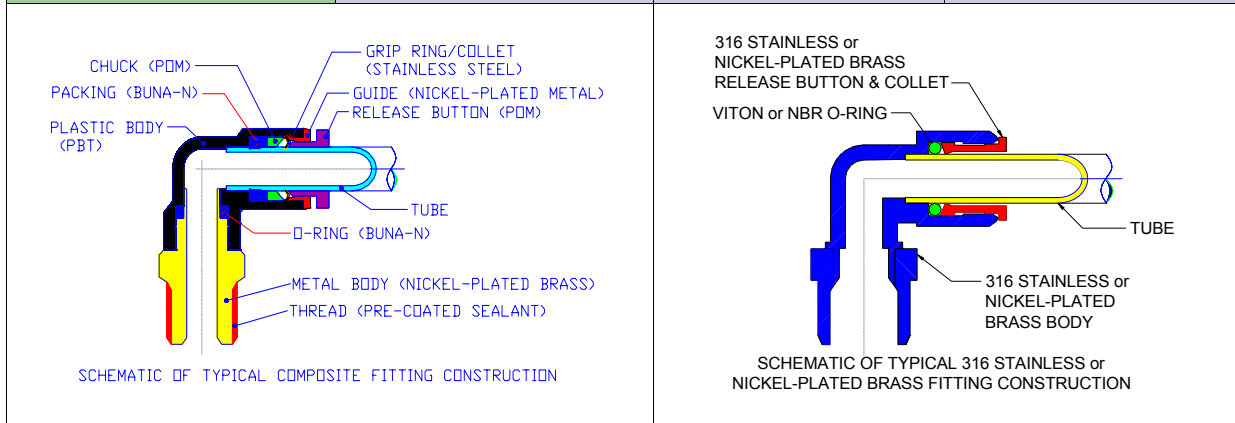 CHUCK (POM)
PACKING (BUNA-N)
PLASTIC BODY
(PBT)
GRIP RING/COLLET
(STAINLESS STEEL)
GUIDE (NICKEL-PLATED METAL)
RELEASE BUTTON (POM)
TUBE
O-RING (BUNA-N)
METAL BODY (NICKEL-PLATED BRASS)
THREAD (PRE-COATED SEALANT)
SCHEMATIC OF TYPICAL COMPOSITE FITTING CONSTRUCTION
316 STAINLESS or
NICKEL-PLATED BRASS
RELEASE BUTTON & COLLET
VITON or NBR O-RING
TUBE
316 STAINLESS or
NICKEL-PLATED
BRASS BODY
SCHEMATIC OF TYPICAL 316 STAINLESS or
NICKEL-PLATED BRASS FITTING CONSTRUCTION